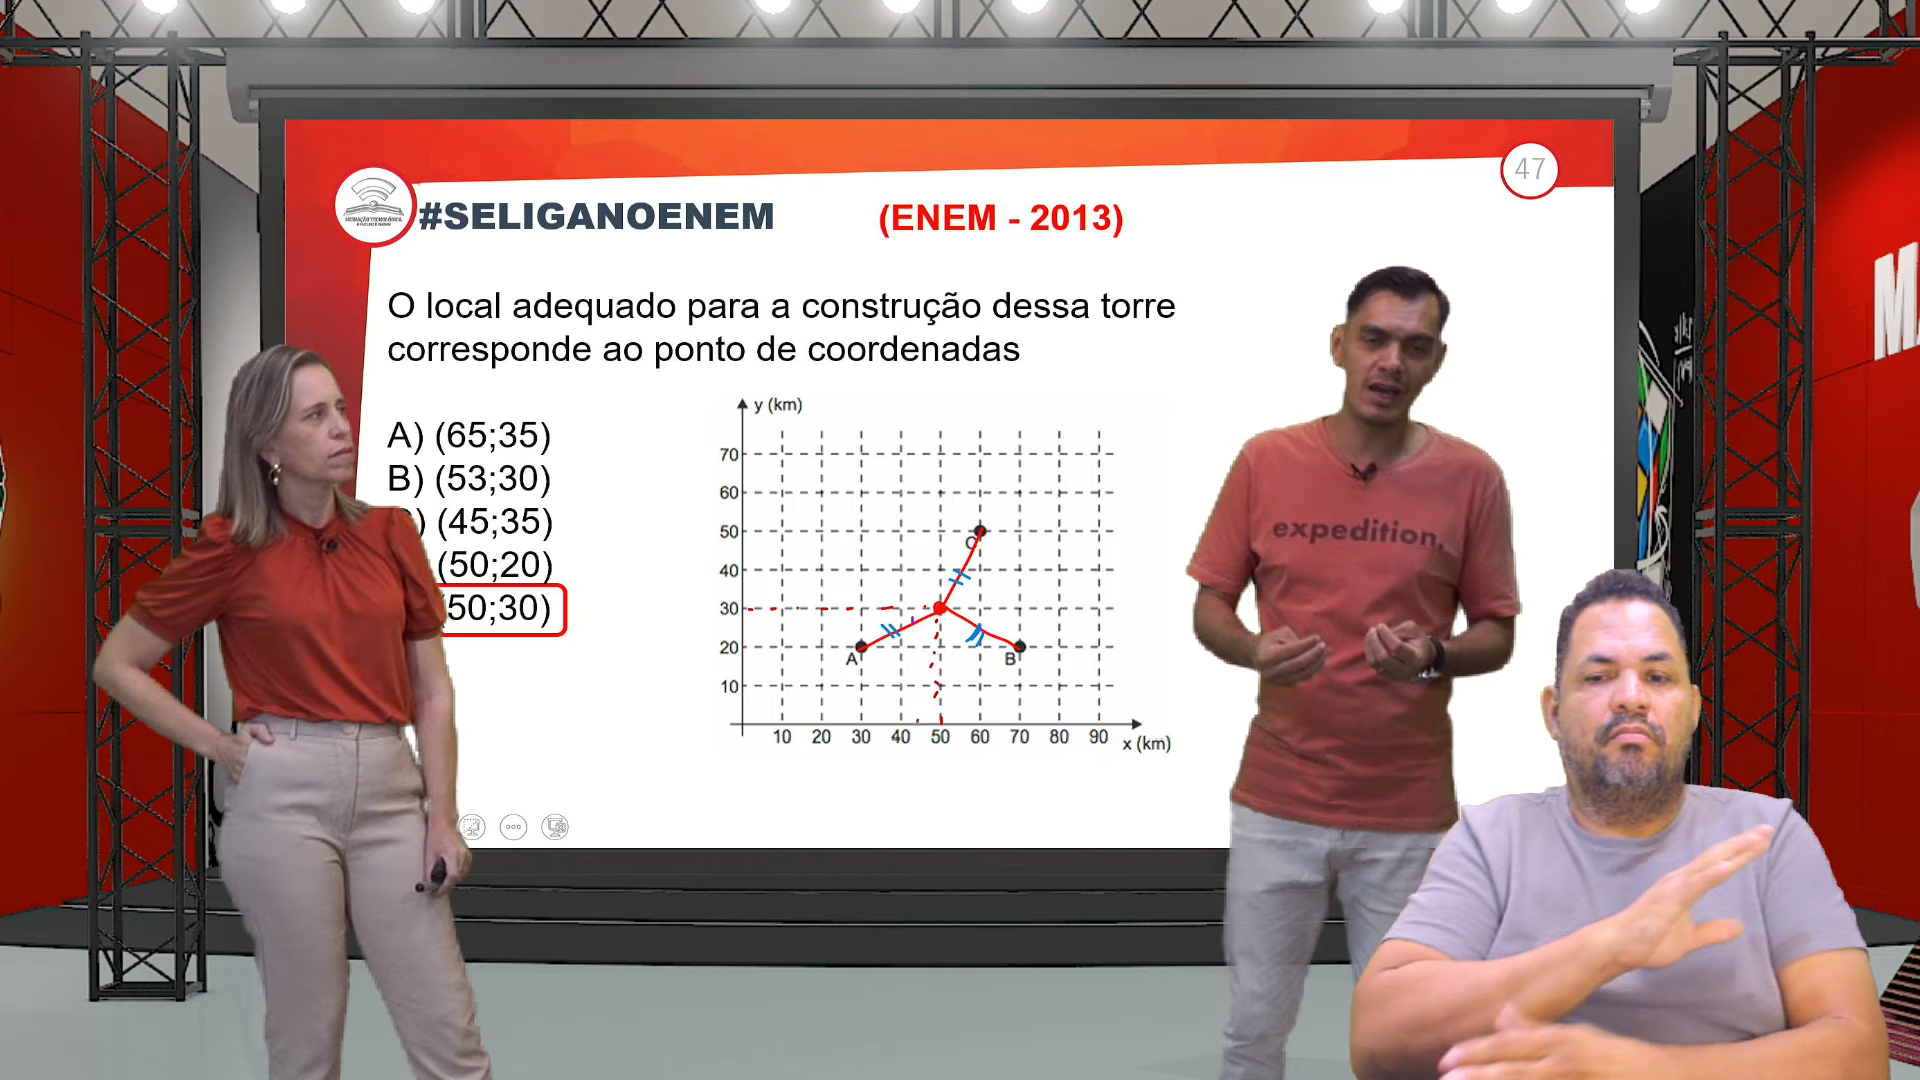 47
#SELIGANOENEM
(ENEM - 2013)
O local adequado para a construção dessa torre
corresponde ao ponto de coordenadas
A) (65;35)
B) (53;30)
) (45;35)
(50;20)
(50;30)
y (km)
70
60
50
40
30
20
10
C
A
B
10 20 30 40 50 60 70 80 90
x (km)
expedition,
M